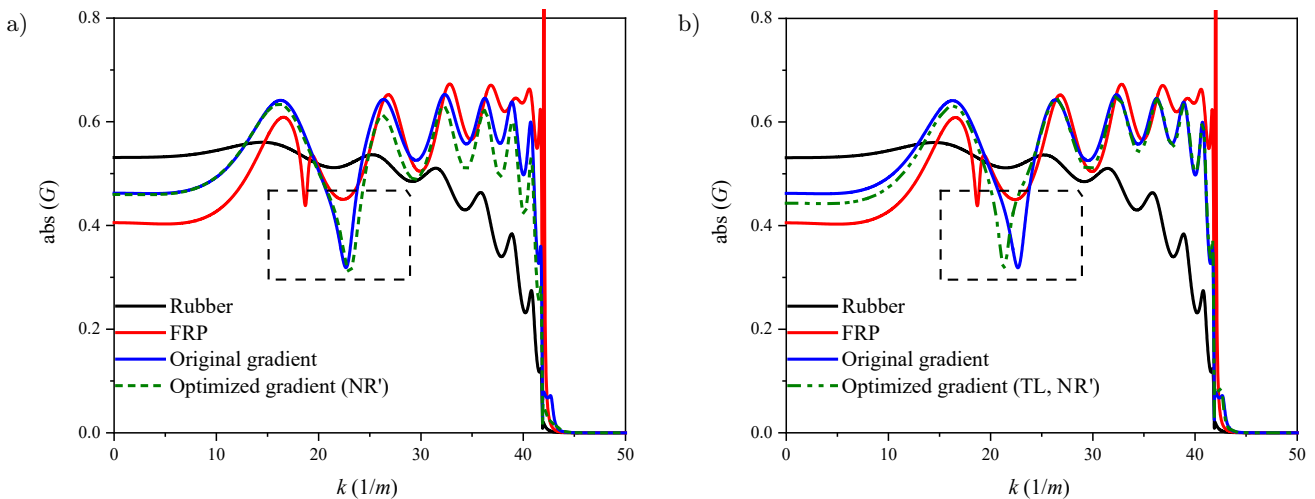 a)
0.8
0.6
0.4
0.2
0.0
abs (G)
Rubber
FRP
Original gradient
Optimized gradient (NR')
0 10 20 30 40 50
k (1/m)
b)
0.8
0.6
0.4
0.2
0.0
abs (G)
Rubber
FRP
Original gradient
Optimized gradient (TL, NR')
0 10 20 30 40 50
k (1/m)